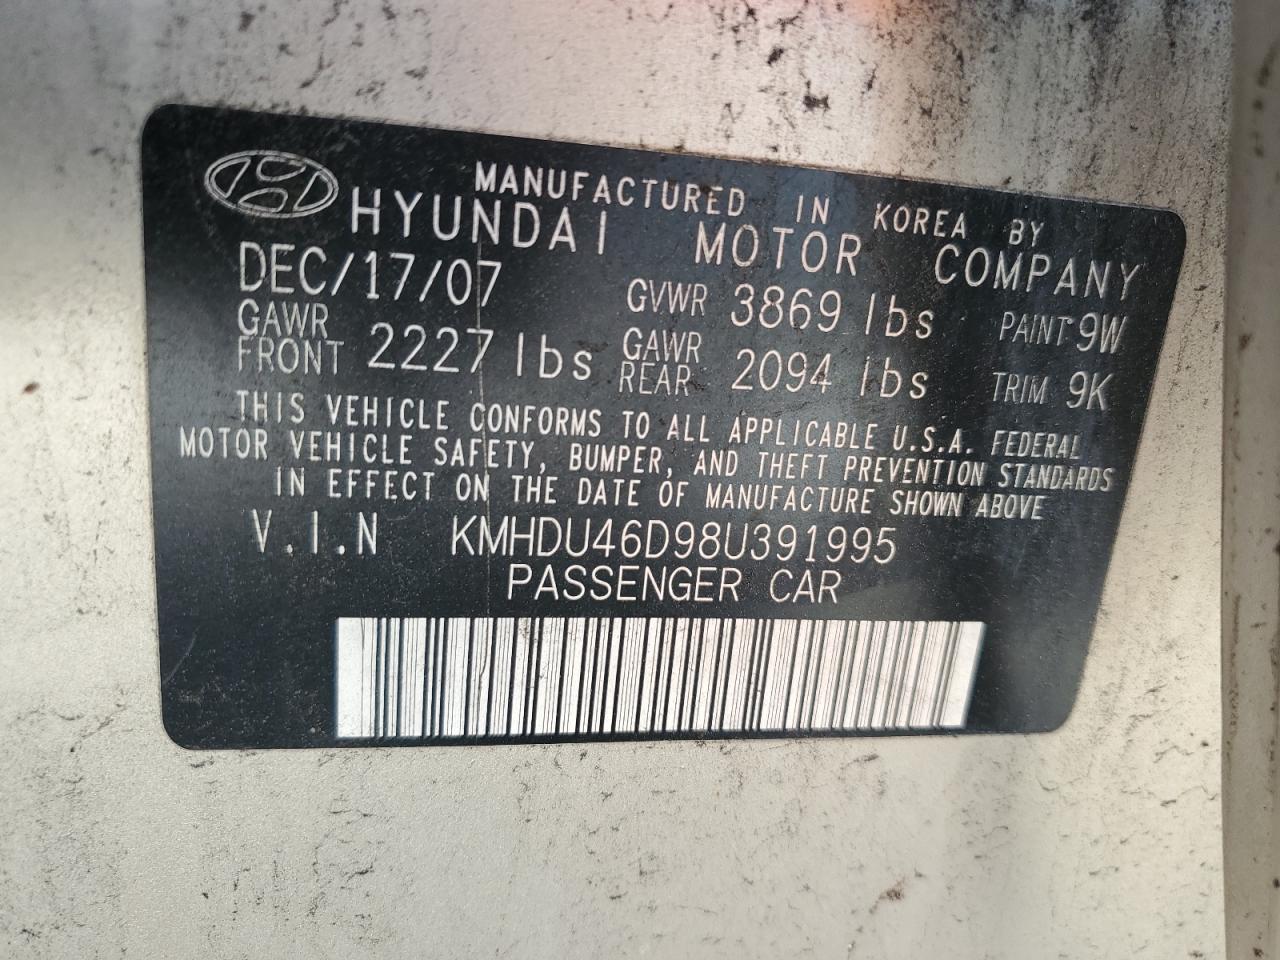 MANUFACTURED IN KOREA BY
HYUNDAI MOTOR COMPANY
DEC/17/07 GVWR 3869 lbs PAINT 9W
GAWR FRONT 2227 lbs GAWR REAR 2094 lbs TRIM 9K
THIS VEHICLE CONFORMS TO ALL APPLICABLE U.S.A. FEDERAL
MOTOR VEHICLE SAFETY, BUMPER, AND THEFT PREVENTION STANDARDS
IN EFFECT ON THE DATE OF MANUFACTURE SHOWN ABOVE
V.I.N KMHDU46D98U391995
PASSENGER CAR